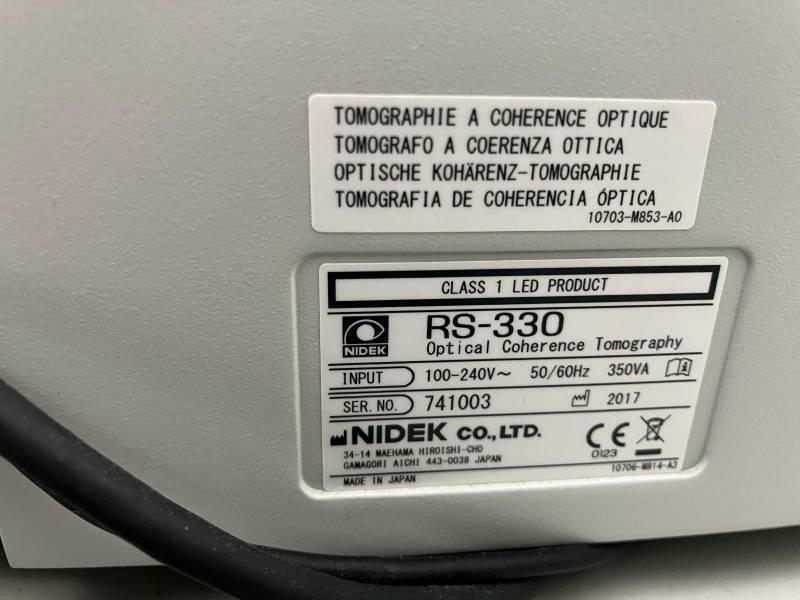 TOMOGRAPHIE A COHERENCE OPTIQUE
TOMOGRAFO A COERENZA OTTICA
OPTISCHE KOHÄRENZ-TOMOGRAPHIE
TOMOGRAFIA DE COHERENCIA ÓPTICA
10703-M853-A0
CLASS 1 LED PRODUCT
NIDEK
RS-330
Optical Coherence Tomography
INPUT 100-240V~ 50/60Hz 350VA
SER. NO. 741003 2017
NIDEK CO., LTD.
34-14 MAEHAMA HIROISHI-CHO
GAMAGORI AICHI 443-0038 JAPAN
CE
0123
10706-M814-A3
MADE IN JAPAN